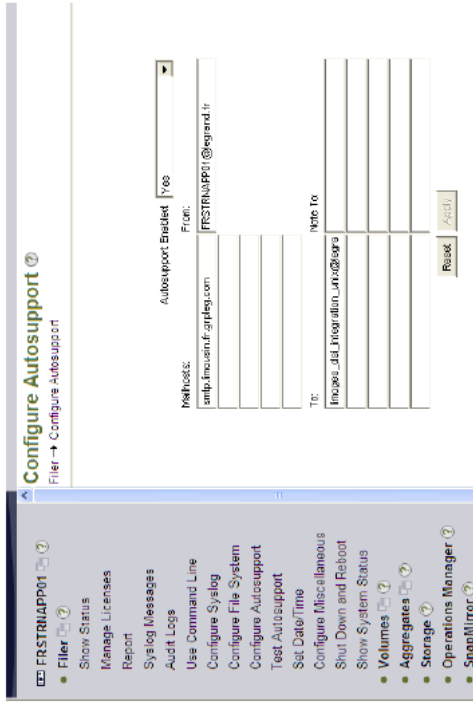 FRSTRNAPP01
Filer
Show Status
Manage Licenses
Report
Syslog Messages
Audit Logs
Use Command Line
Configure Syslog
Configure File System
Configure Autosupport
Test Autosupport
Set Date/Time
Configure Miscellaneous
Shut Down and Reboot
Show System Status
Volumes
Aggregates
Storage
Operations Manager
SnapMirror
Configure Autosupport
Filer → Configure Autosupport
Autosupport Enabled Yes
Mailhosts: From:
smtp.limousin.fr.grpleg.com FRSTRNAPP01@legrand.fr
To: Note To:
limoges_dsi_integration_unix@legra
Reset Apply